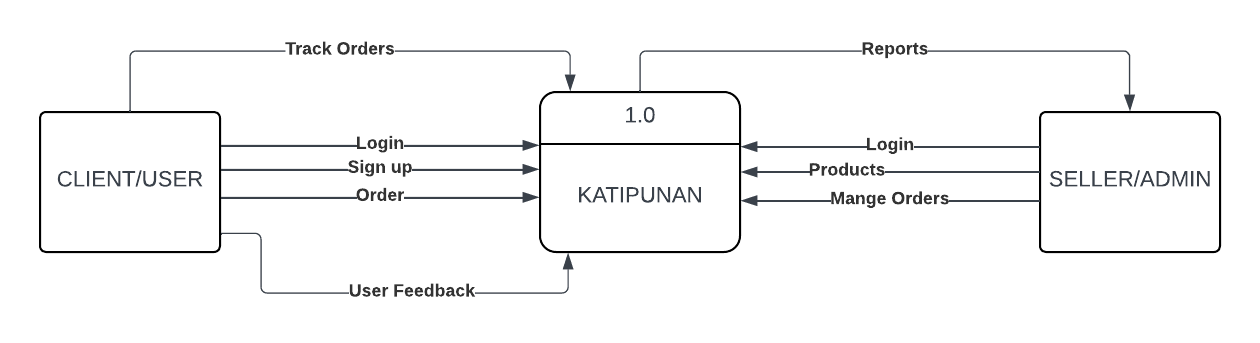 Track Orders
Reports
1.0
Login
Sign up
Order
Login
Products
Mange Orders
CLIENT/USER
KATIPUNAN
SELLER/ADMIN
User Feedback